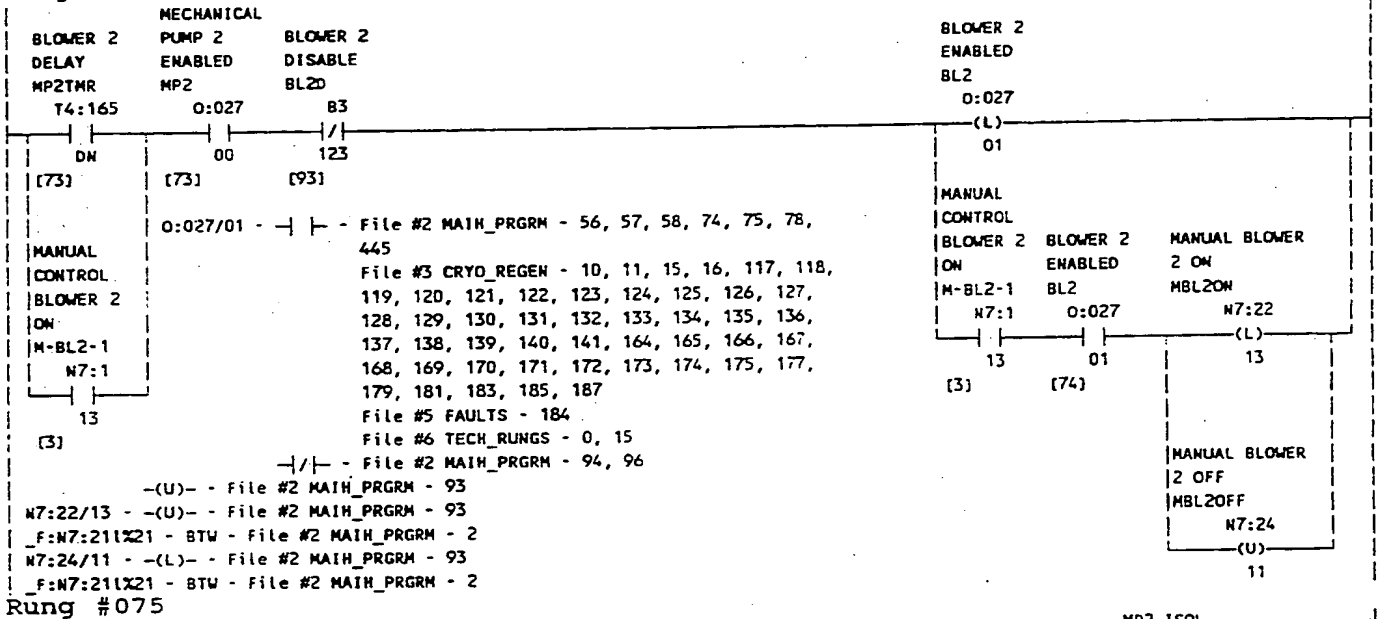 MECHANICAL
BLOWER 2 PUMP 2 BLOWER 2 BLOWER 2
DELAY ENABLED DISABLE ENABLED
MP2TMR MP2 BL2D BL2
T4:165 O:027 B3 O:027
(L)
DN 00 123 01
[73] [73] [93]
MANUAL
O:027/01 - ┤ ├ - File #2 MAIN_PRGRM - 56, 57, 58, 74, 75, 78, CONTROL
MANUAL 445 BLOWER 2 BLOWER 2 MANUAL BLOWER
CONTROL File #3 CRYO_REGEN - 10, 11, 15, 16, 117, 118, ON ENABLED 2 ON
BLOWER 2 119, 120, 121, 122, 123, 124, 125, 126, 127, M-BL2-1 BL2 MBL2ON
ON 128, 129, 130, 131, 132, 133, 134, 135, 136, N7:1 O:027 N7:22
M-BL2-1 137, 138, 139, 140, 141, 164, 165, 166, 167, (L)
N7:1 168, 169, 170, 171, 172, 173, 174, 175, 177, 13 01 13
179, 181, 183, 185, 187 [3] [74]
13 File #5 FAULTS - 184
[3] File #6 TECH_RUNGS - 0, 15
┤/├ - File #2 MAIN_PRGRM - 94, 96 MANUAL BLOWER
-(U)- - File #2 MAIN_PRGRM - 93 2 OFF
N7:22/13 - -(U)- - File #2 MAIN_PRGRM - 93 MBL2OFF
_F:N7:211%21 - BTW - File #2 MAIN_PRGRM - 2 N7:24
N7:24/11 - -(L)- - File #2 MAIN_PRGRM - 93 (U)
_F:N7:211%21 - BTW - File #2 MAIN_PRGRM - 2 11
Rung #075